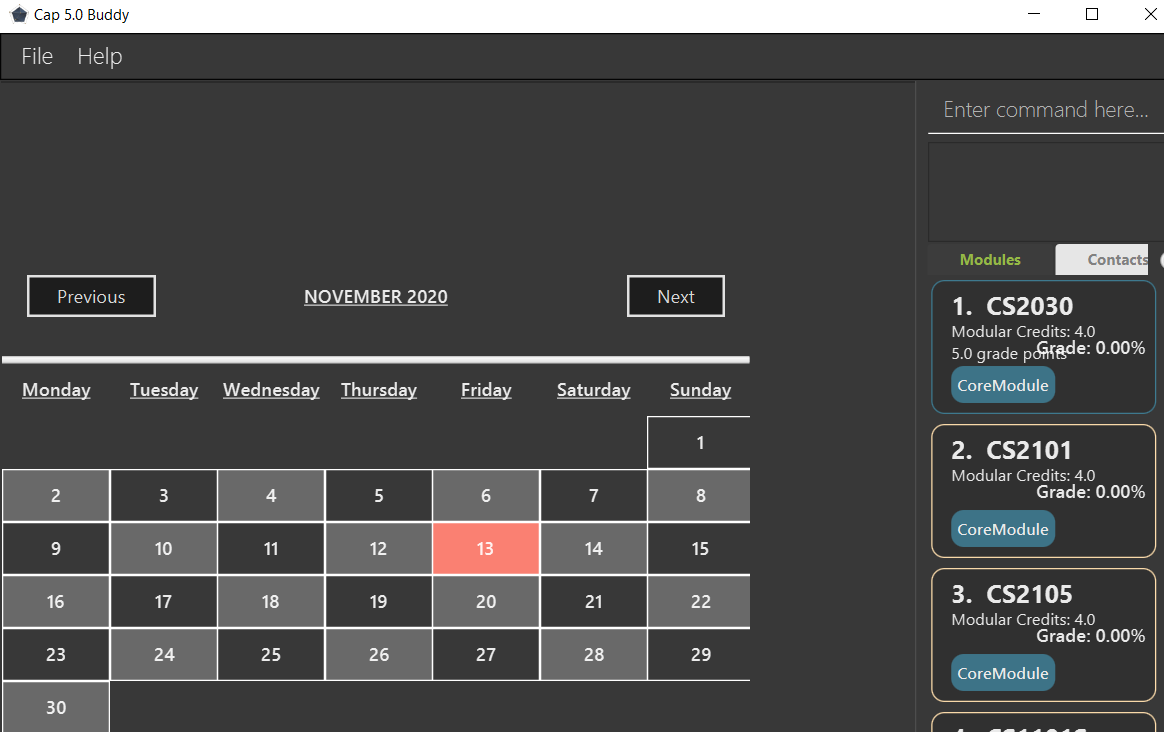 Cap 5.0 Buddy
File Help
Enter command here...
Previous NOVEMBER 2020 Next
Modules Contacts
Monday Tuesday Wednesday Thursday Friday Saturday Sunday
1
2 3 4 5 6 7 8
9 10 11 12 13 14 15
16 17 18 19 20 21 22
23 24 25 26 27 28 29
30
1. CS2030
Modular Credits: 4.0
Grade: 0.00%
5.0 grade points
CoreModule
2. CS2101
Modular Credits: 4.0
Grade: 0.00%
CoreModule
3. CS2105
Modular Credits: 4.0
Grade: 0.00%
CoreModule